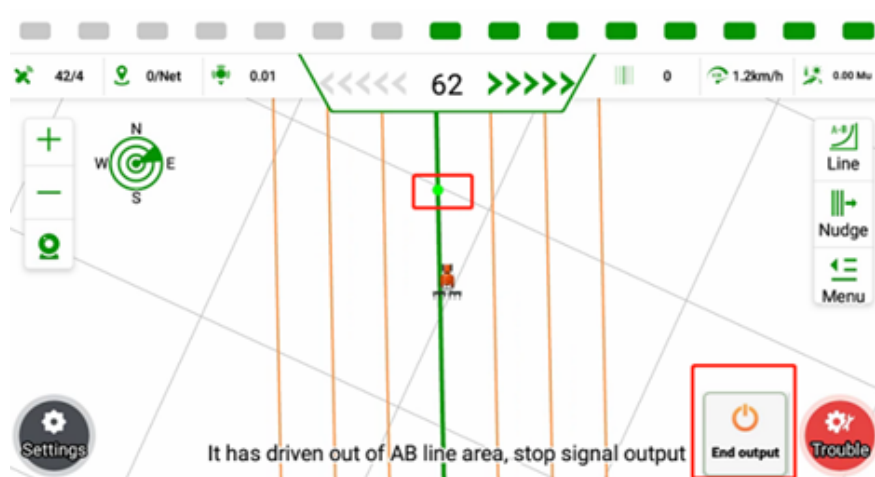 42/4
0/Net
0.01
62
0
1.2km/h
0.00 Mu
N
W
E
S
A-B
Line
Nudge
Menu
Settings
It has driven out of AB line area, stop signal output
End output
Trouble